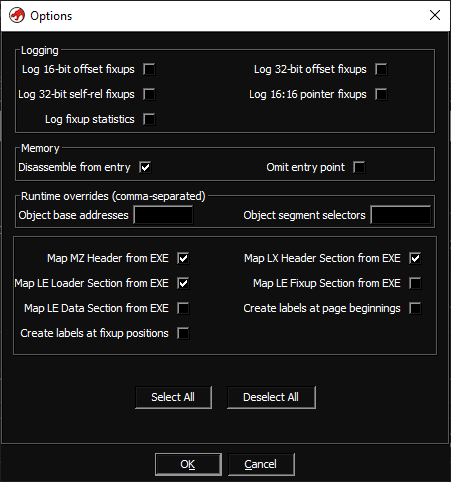 Options
Logging
Log 16-bit offset fixups
Log 32-bit offset fixups
Log 32-bit self-rel fixups
Log 16:16 pointer fixups
Log fixup statistics
Memory
Disassemble from entry
Omit entry point
Runtime overrides (comma-separated)
Object base addresses
Object segment selectors
Map MZ Header from EXE
Map LX Header Section from EXE
Map LE Loader Section from EXE
Map LE Fixup Section from EXE
Map LE Data Section from EXE
Create labels at page beginnings
Create labels at fixup positions
Select All
Deselect All
OK
Cancel